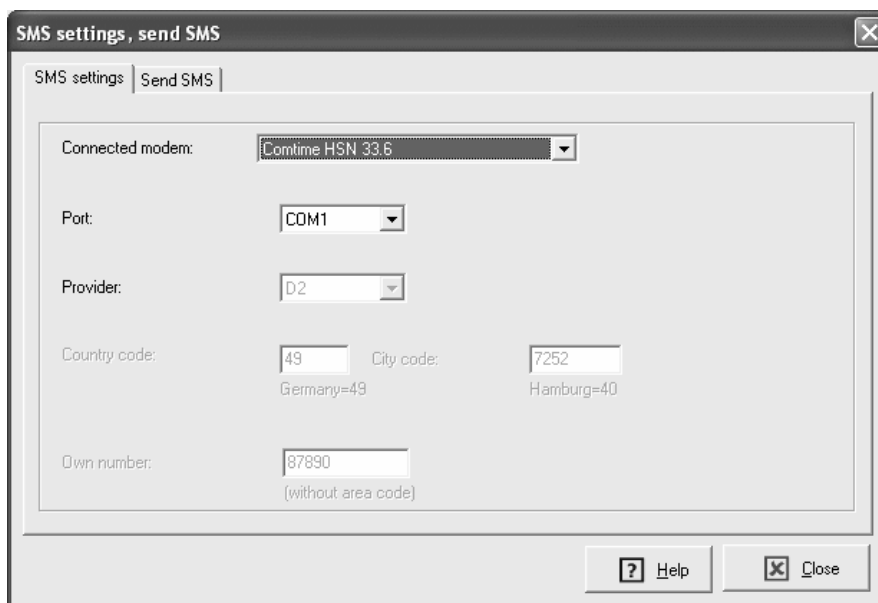 SMS settings, send SMS
SMS settings Send SMS
Connected modem: Comtime HSN 33.6
Port: COM1
Provider: D2
Country code: 49 City code: 7252
Germany=49 Hamburg=40
Own number: 87890
(without area code)
? Help Close